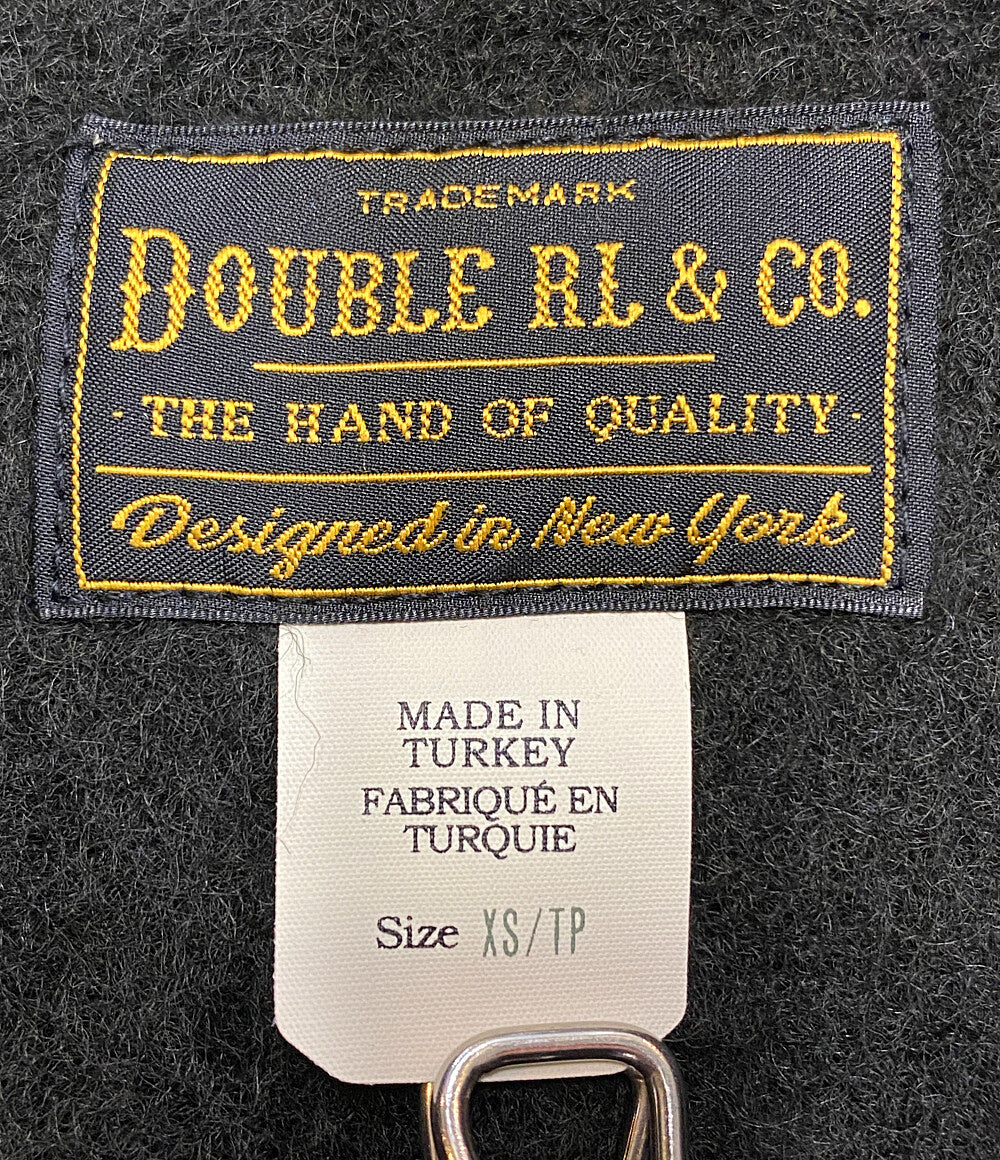 TRADEMARK
DOUBLE RL & CO.
- THE HAND OF QUALITY -
Designed in New York
MADE IN
TURKEY
FABRIQUÉ EN
TURQUIE
Size XS/TP